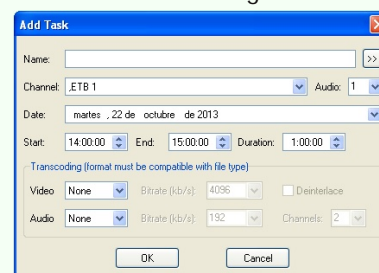 Add Task
Name: >>
Channel: ,ETB 1 Audio: 1
Date: martes , 22 de octubre de 2013
Start: 14:00:00 End: 15:00:00 Duration: 1:00:00
Transcoding (format must be compatible with file type)
Video None Bitrate (kb/s): 4096 Deinterlace
Audio None Bitrate (kb/s): 192 Channels: 2
OK Cancel